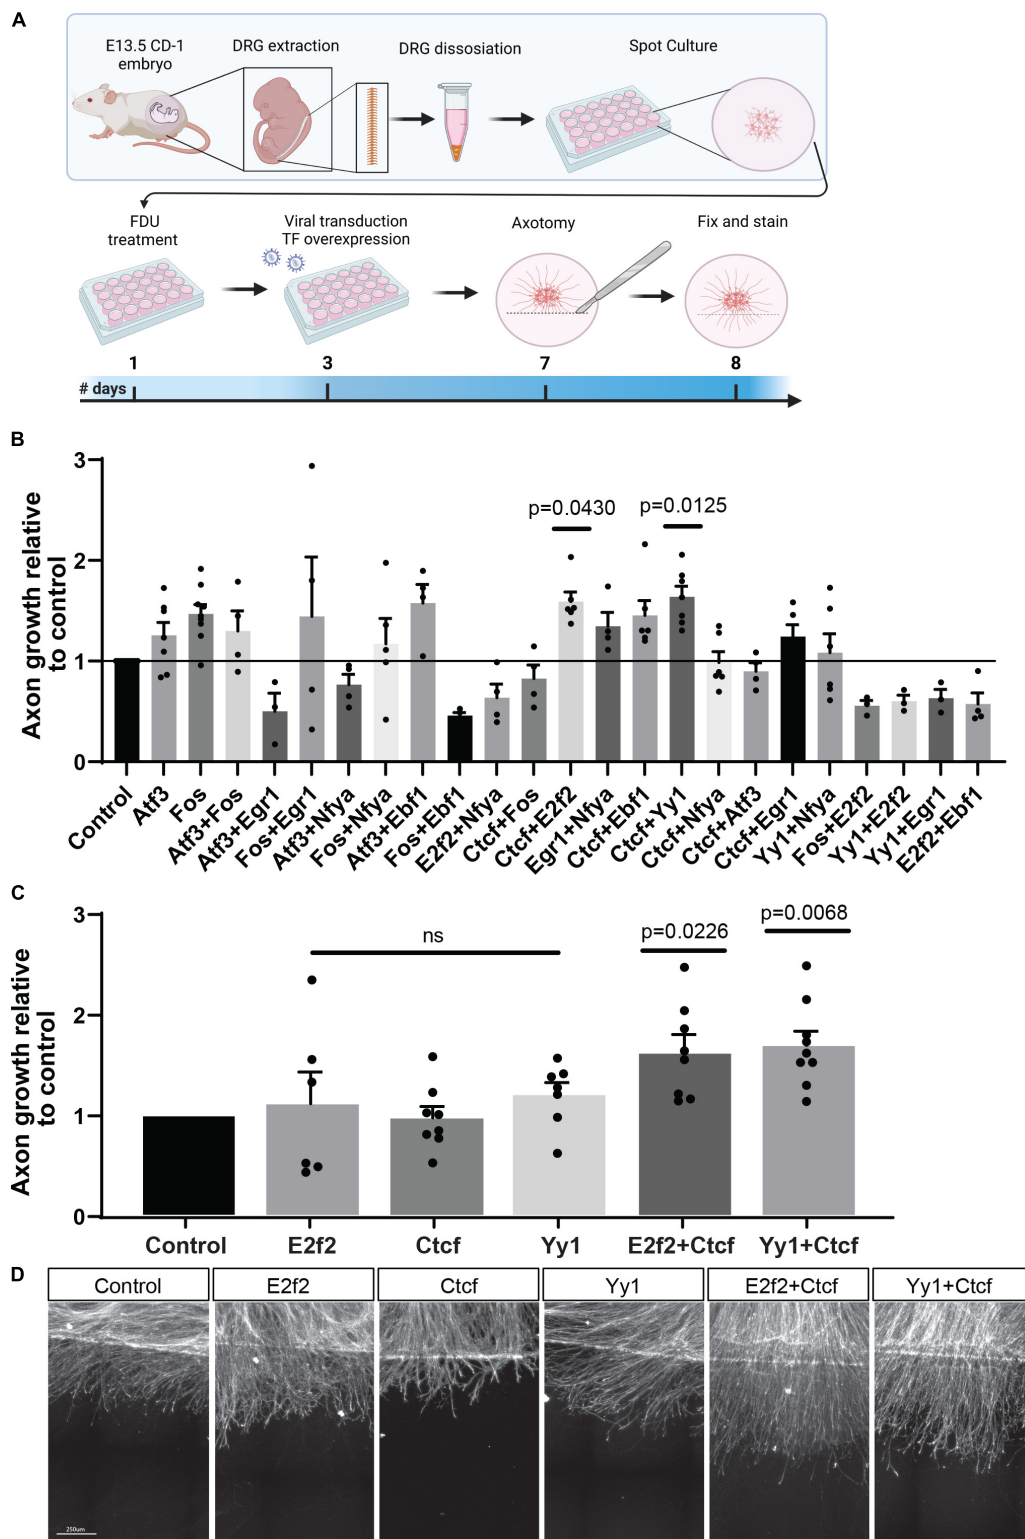 A
E13.5 CD-1
embryo
DRG extraction
DRG dissosiation
Spot Culture
FDU
treatment
Viral transduction
TF overexpression
Axotomy
Fix and stain
1
3
7
8
# days
B
Axon growth relative
to control
3
2
1
0
p=0.0430
p=0.0125
Control
Atf3
Fos
Atf3+Fos
Atf3+Egr1
Fos+Egr1
Atf3+Nfya
Fos+Nfya
Atf3+Ebf1
Fos+Ebf1
E2f2+Nfya
Ctcf+Fos
Ctcf+E2f2
Egr1+Nfya
Ctcf+Ebf1
Ctcf+Yy1
Ctcf+Nfya
Ctcf+Atf3
Ctcf+Egr1
Yy1+Nfya
Fos+E2f2
Yy1+E2f2
Yy1+Egr1
E2f2+Ebf1
C
Axon growth relative
to control
3
2
1
0
ns
p=0.0226
p=0.0068
Control
E2f2
Ctcf
Yy1
E2f2+Ctcf
Yy1+Ctcf
D
Control
E2f2
Ctcf
Yy1
E2f2+Ctcf
Yy1+Ctcf
250um